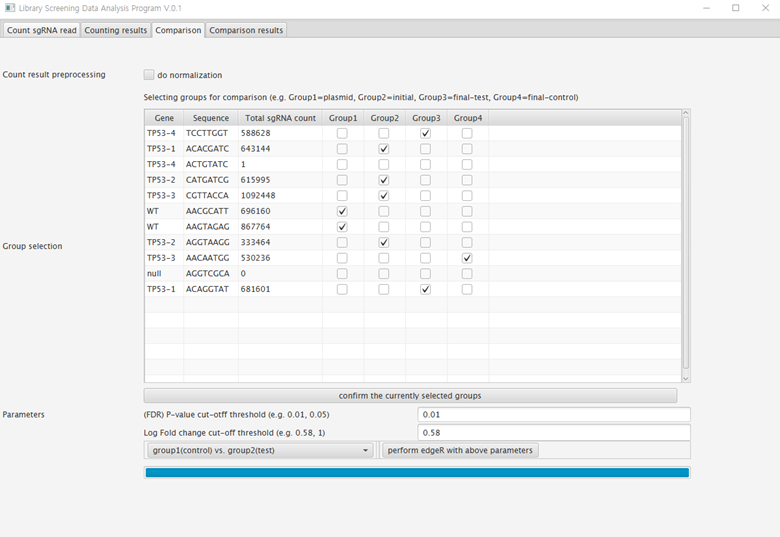 Library Screening Data Analysis Program V.0.1
Count sgRNA read Counting results Comparison Comparison results
Count result preprocessing do normalization
Selecting groups for comparison (e.g. Group1=plasmid, Group2=initial, Group3=final-test, Group4=final-control)
Gene Sequence Total sgRNA count Group1 Group2 Group3 Group4
TP53-4 TCCTTGGT 588628
TP53-1 ACACGATC 643144
TP53-4 ACTGTATC 1
TP53-2 CATGATCG 615995
TP53-3 CGTTACCA 1092448
WT AACGCATT 696160
WT AAGTAGAG 867764
TP53-2 AGGTAAGG 333464
Group selection
TP53-3 AACAATGG 530236
null AGGTCGCA 0
TP53-1 ACAGGTAT 681601
confirm the currently selected groups
Parameters (FDR) P-value cut-otff threshold (e.g. 0.01, 0.05) 0.01
Log Fold change cut-off threshold (e.g. 0.58, 1) 0.58
group1(control) vs. group2(test) perform edgeR with above parameters